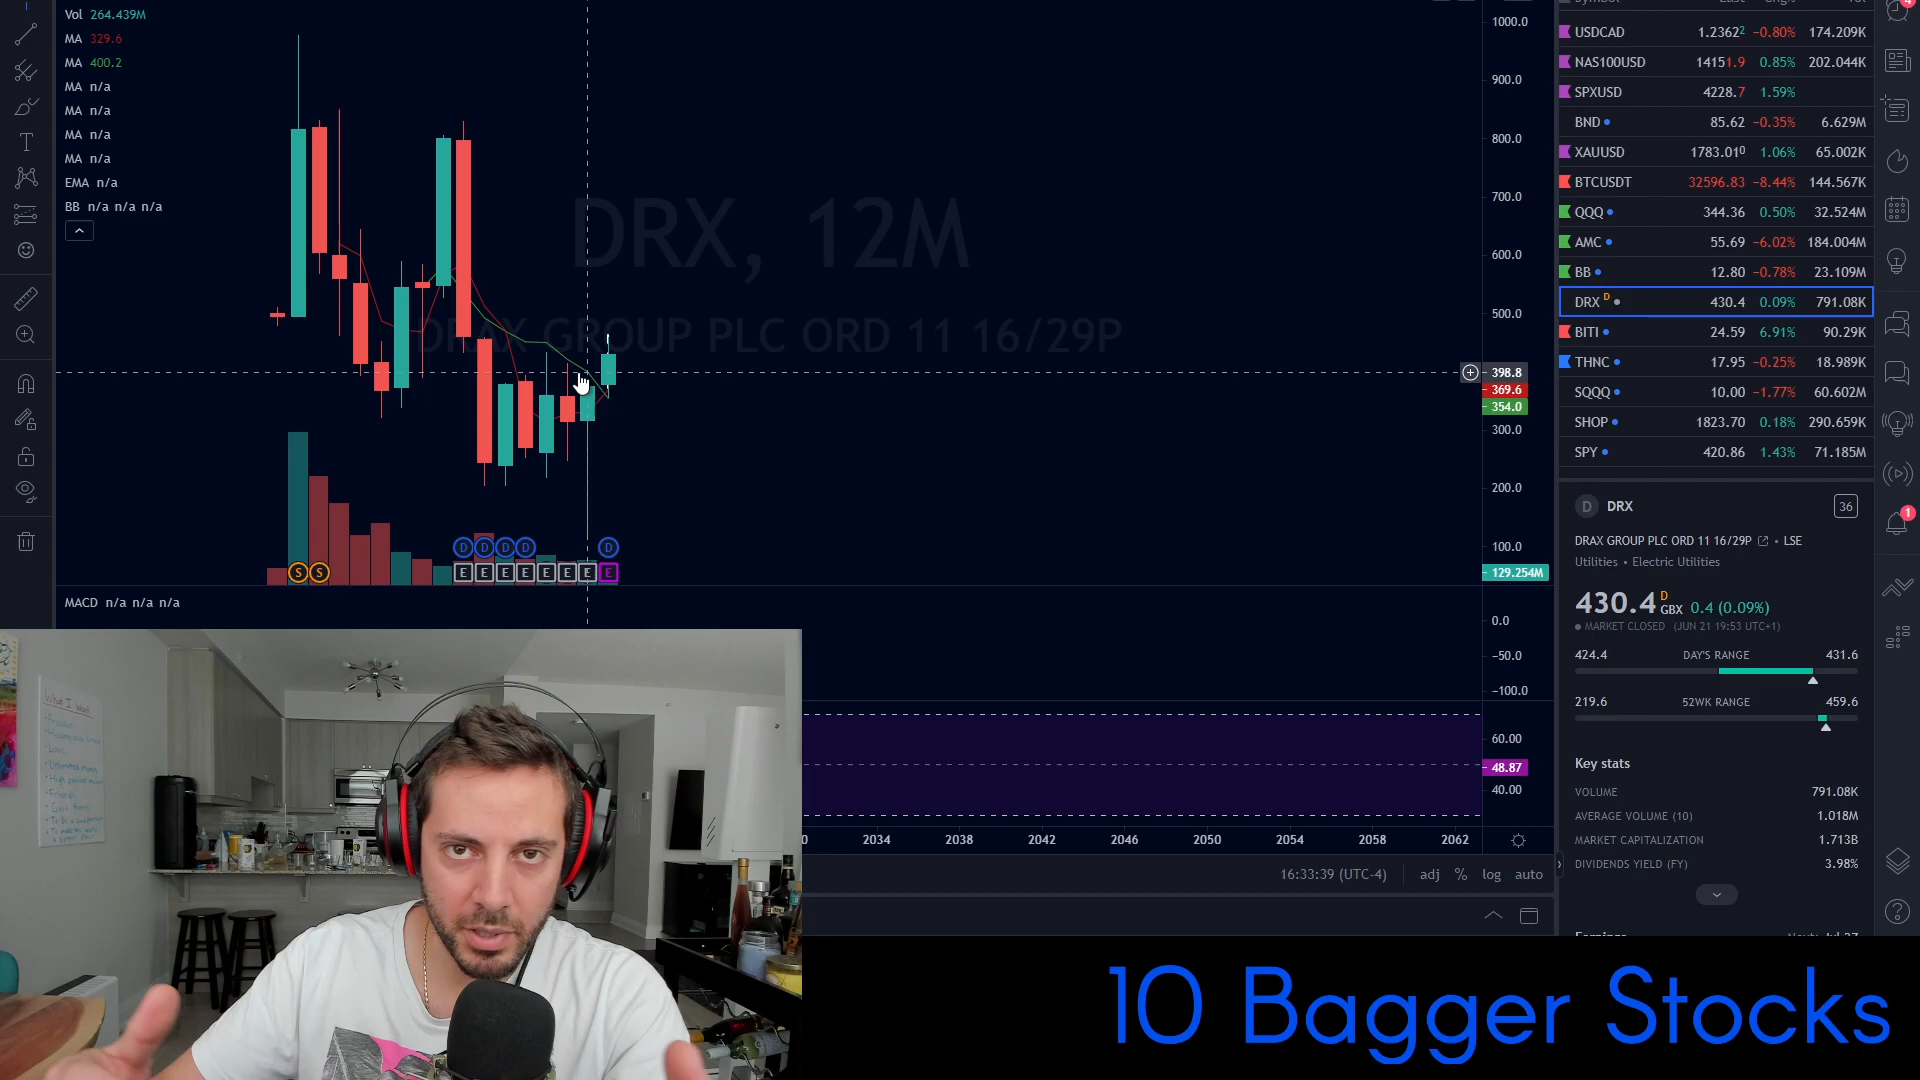 Vol 264.439M
MA 329.6
MA 400.2
MA n/a
MA n/a
MA n/a
MA n/a
EMA n/a
BB n/a n/a n/a
DRX, 12M
DRAX GROUP PLC ORD 11 16/29P
D D D D D
S S E E E E E E E E
MACD n/a n/a n/a
1000.0
900.0
800.0
700.0
600.0
500.0
398.8
369.6
354.0
300.0
200.0
100.0
129.254M
0.0
-50.0
-100.0
60.00
48.87
40.00
0 2034 2038 2042 2046 2050 2054 2058 2062
16:33:39 (UTC-4) adj % log auto
USDCAD 1.2362² −0.80% 174.209K
NAS100USD 14151.9 0.85% 202.044K
SPXUSD 4228.7 1.59%
BND 85.62 −0.35% 6.629M
XAUUSD 1783.01⁰ 1.06% 65.002K
BTCUSDT 32596.83 −8.44% 144.567K
QQQ 344.36 0.50% 32.524M
AMC 55.69 −6.02% 184.004M
BB 12.80 −0.78% 23.109M
DRX D 430.4 0.09% 791.08K
BITI 24.59 6.91% 90.29K
THNC 17.95 −0.25% 18.989K
SQQQ 10.00 −1.77% 60.602M
SHOP 1823.70 0.18% 290.659K
SPY 420.86 1.43% 71.185M
D DRX 36
DRAX GROUP PLC ORD 11 16/29P • LSE
Utilities • Electric Utilities
430.4 D GBX 0.4 (0.09%)
MARKET CLOSED (JUN 21 19:53 UTC+1)
424.4 DAY'S RANGE 431.6
219.6 52WK RANGE 459.6
Key stats
VOLUME 791.08K
AVERAGE VOLUME (10) 1.018M
MARKET CAPITALIZATION 1.713B
DIVIDENDS YIELD (FY) 3.98%
1
What I Want
10 Bagger Stocks